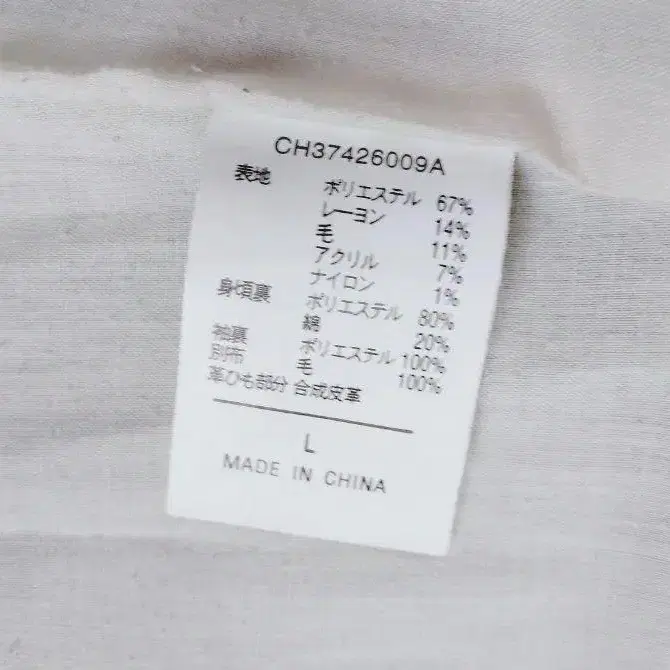 CH37426009A
表地 ポリエステル 67%
レーヨン 14%
毛 11%
アクリル 7%
ナイロン 1%
身頃裏 ポリエステル 80%
綿 20%
袖裏 ポリエステル 100%
別布 毛 100%
革ひも部分 合成皮革
L
MADE IN CHINA